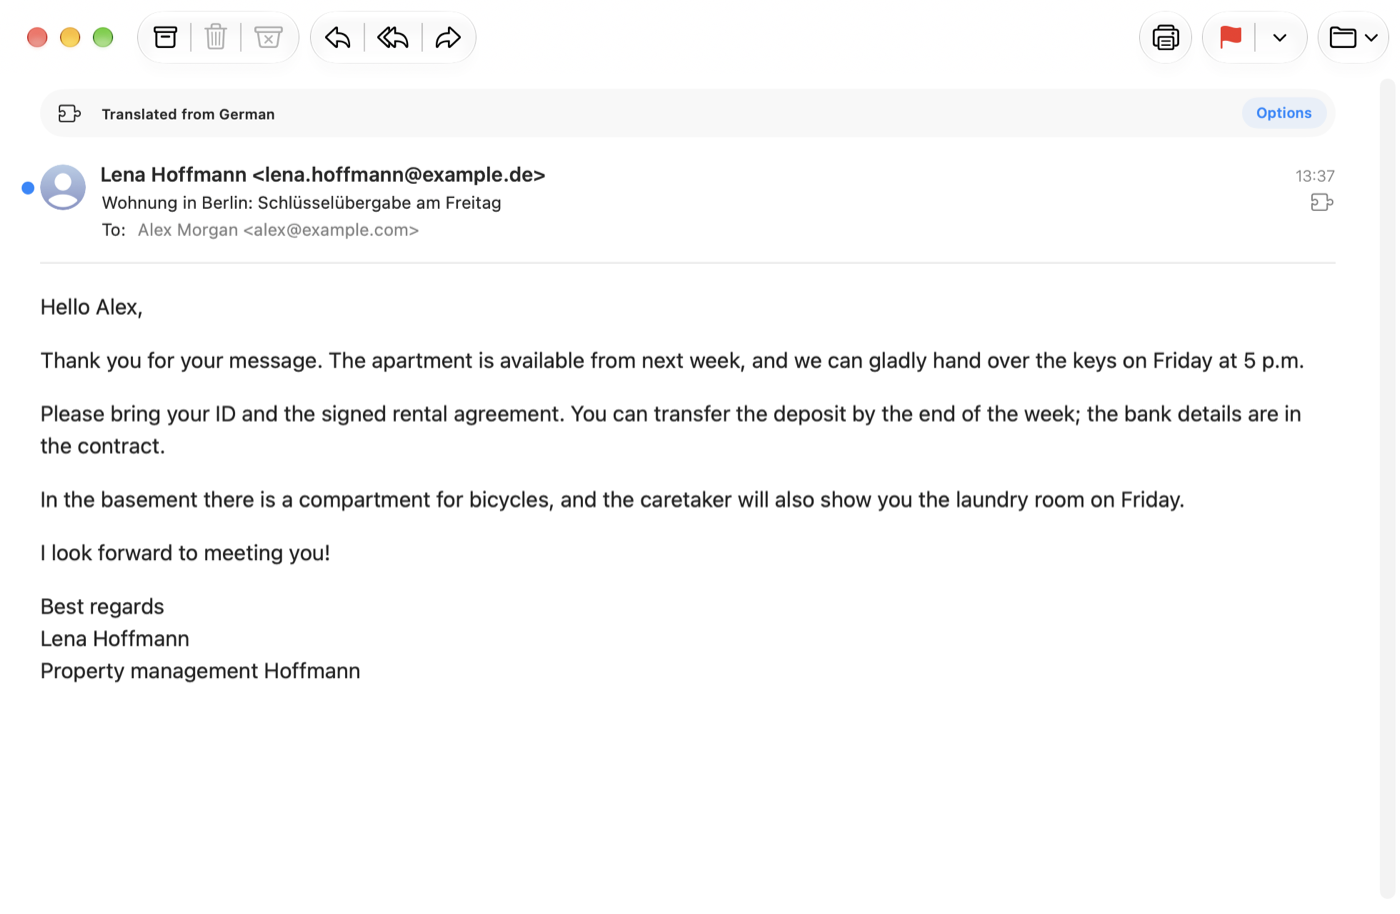 Translated from German
Options
Lena Hoffmann <lena.hoffmann@example.de>
13:37
Wohnung in Berlin: Schlüsselübergabe am Freitag
To: Alex Morgan <alex@example.com>
Hello Alex,
Thank you for your message. The apartment is available from next week, and we can gladly hand over the keys on Friday at 5 p.m.
Please bring your ID and the signed rental agreement. You can transfer the deposit by the end of the week; the bank details are in
the contract.
In the basement there is a compartment for bicycles, and the caretaker will also show you the laundry room on Friday.
I look forward to meeting you!
Best regards
Lena Hoffmann
Property management Hoffmann